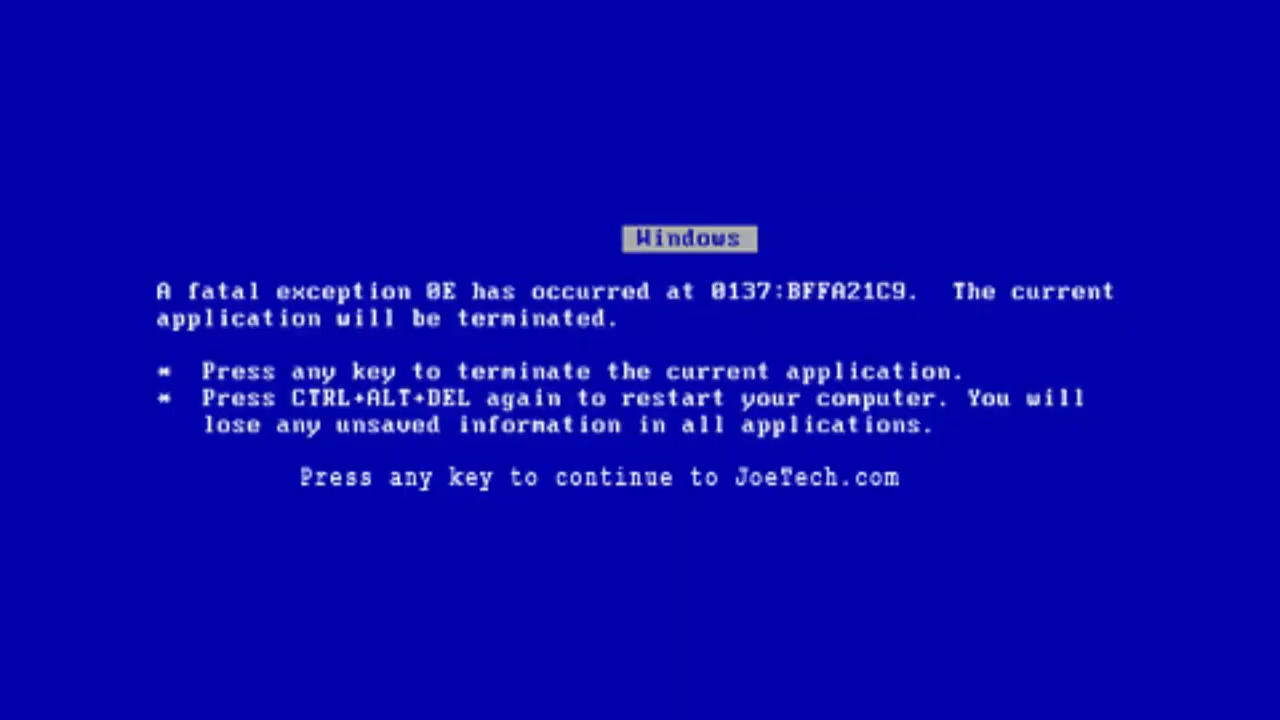 Windows
A fatal exception 0E has occurred at 0137:BFFA21C9. The current
application will be terminated.
* Press any key to terminate the current application.
* Press CTRL+ALT+DEL again to restart your computer. You will
lose any unsaved information in all applications.
Press any key to continue to JoeTech.com